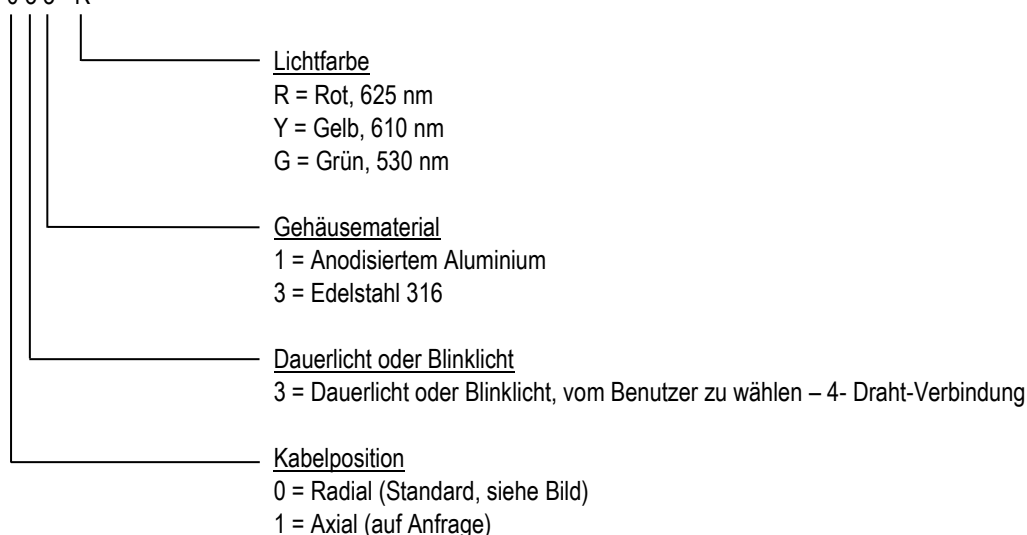 Lichtfarbe
R = Rot, 625 nm
Y = Gelb, 610 nm
G = Grün, 530 nm
Gehäusematerial
1 = Anodisiertem Aluminium
3 = Edelstahl 316
Dauerlicht oder Blinklicht
3 = Dauerlicht oder Blinklicht, vom Benutzer zu wählen – 4- Draht-Verbindung
Kabelposition
0 = Radial (Standard, siehe Bild)
1 = Axial (auf Anfrage)